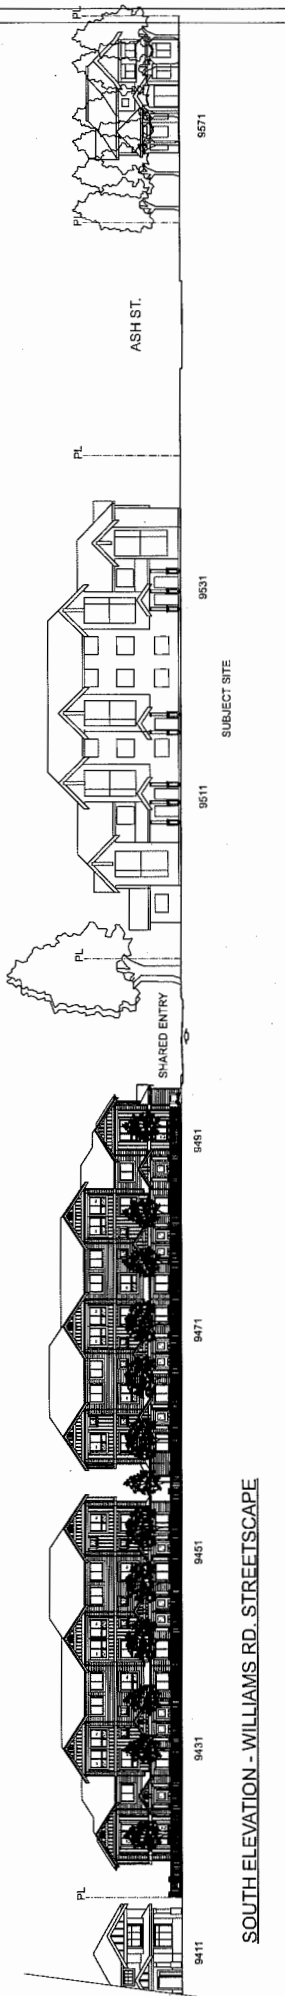 PL
PL
PL
PL
PL
ASH ST.
SHARED ENTRY
9411
9431
9451
9471
9491
9511
9531
9571
SUBJECT SITE
SOUTH ELEVATION - WILLIAMS RD. STREETSCAPE